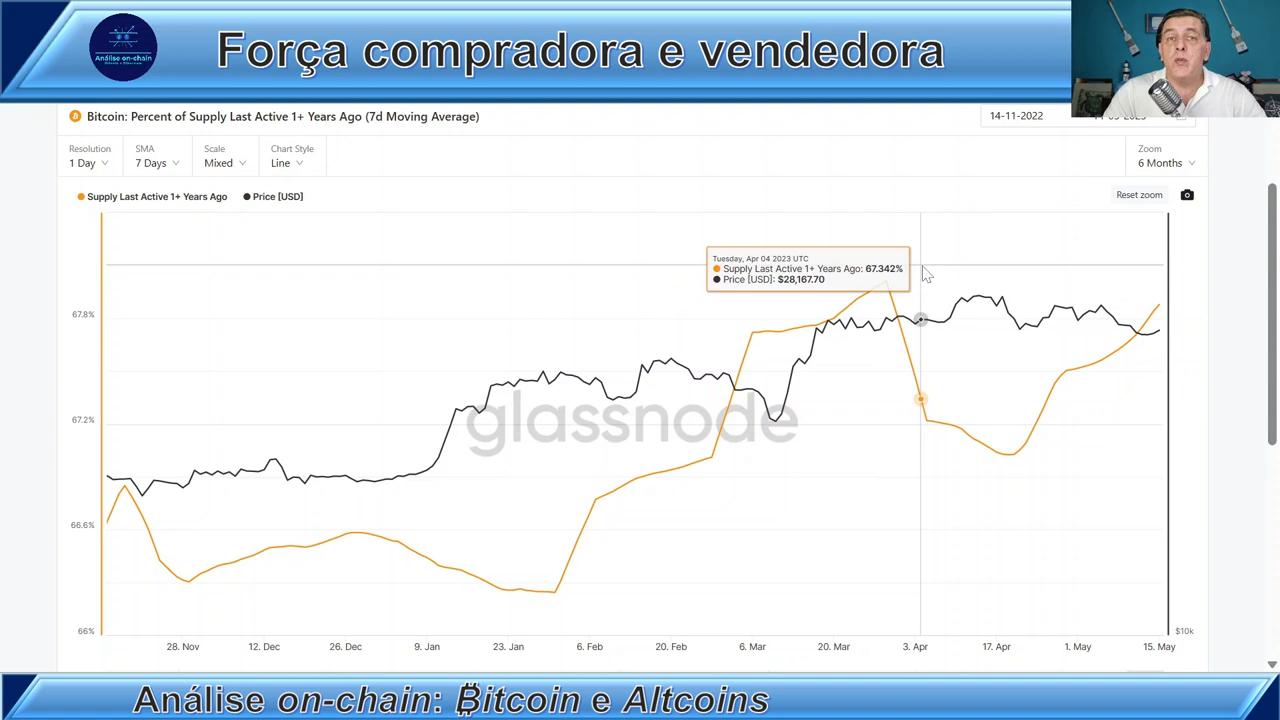 Força compradora e vendedora
Análise on-chain
Bitcoin: Percent of Supply Last Active 1+ Years Ago (7d Moving Average)
14-11-2022
Resolution
1 Day
SMA
7 Days
Scale
Mixed
Chart Style
Line
Zoom
6 Months
Supply Last Active 1+ Years Ago
Price [USD]
Reset zoom
Tuesday, Apr 04 2023 UTC
Supply Last Active 1+ Years Ago: 67.342%
Price [USD]: $28,167.70
67.8%
67.2%
66.6%
66%
$10k
glassnode
28. Nov
12. Dec
26. Dec
9. Jan
23. Jan
6. Feb
20. Feb
6. Mar
20. Mar
3. Apr
17. Apr
1. May
15. May
Análise on-chain: ₿itcoin e Altcoins